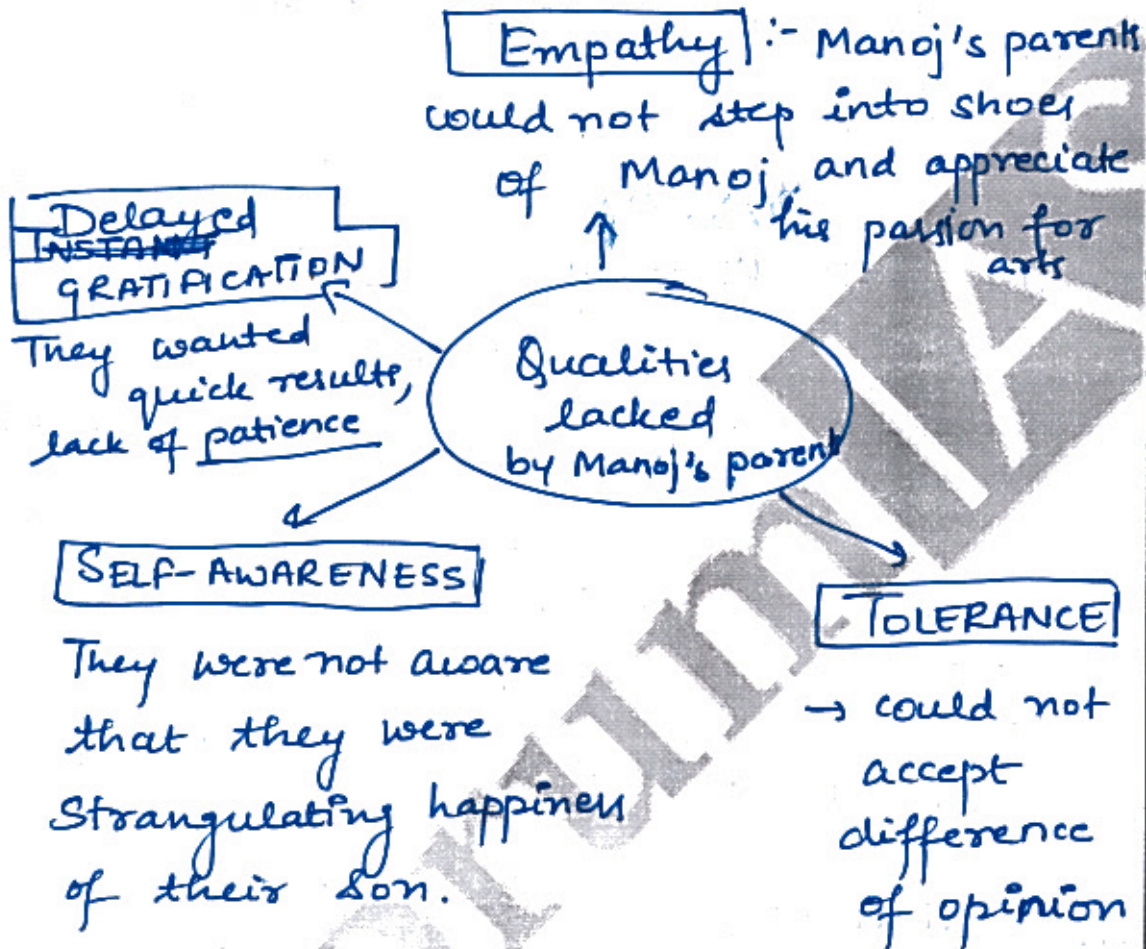 Empathy :- Manoj's parents
could not step into shoes
of Manoj and appreciate
his passion for
arts
Delayed
INSTANT
GRATIFICATION
They wanted
quick results,
lack of patience
Qualities
lacked
by Manoj's parent
SELF-AWARENESS
They were not aware
that they were
Strangulating happiness
of their son.
TOLERANCE
→ could not
accept
difference
of opinion
rumIAS